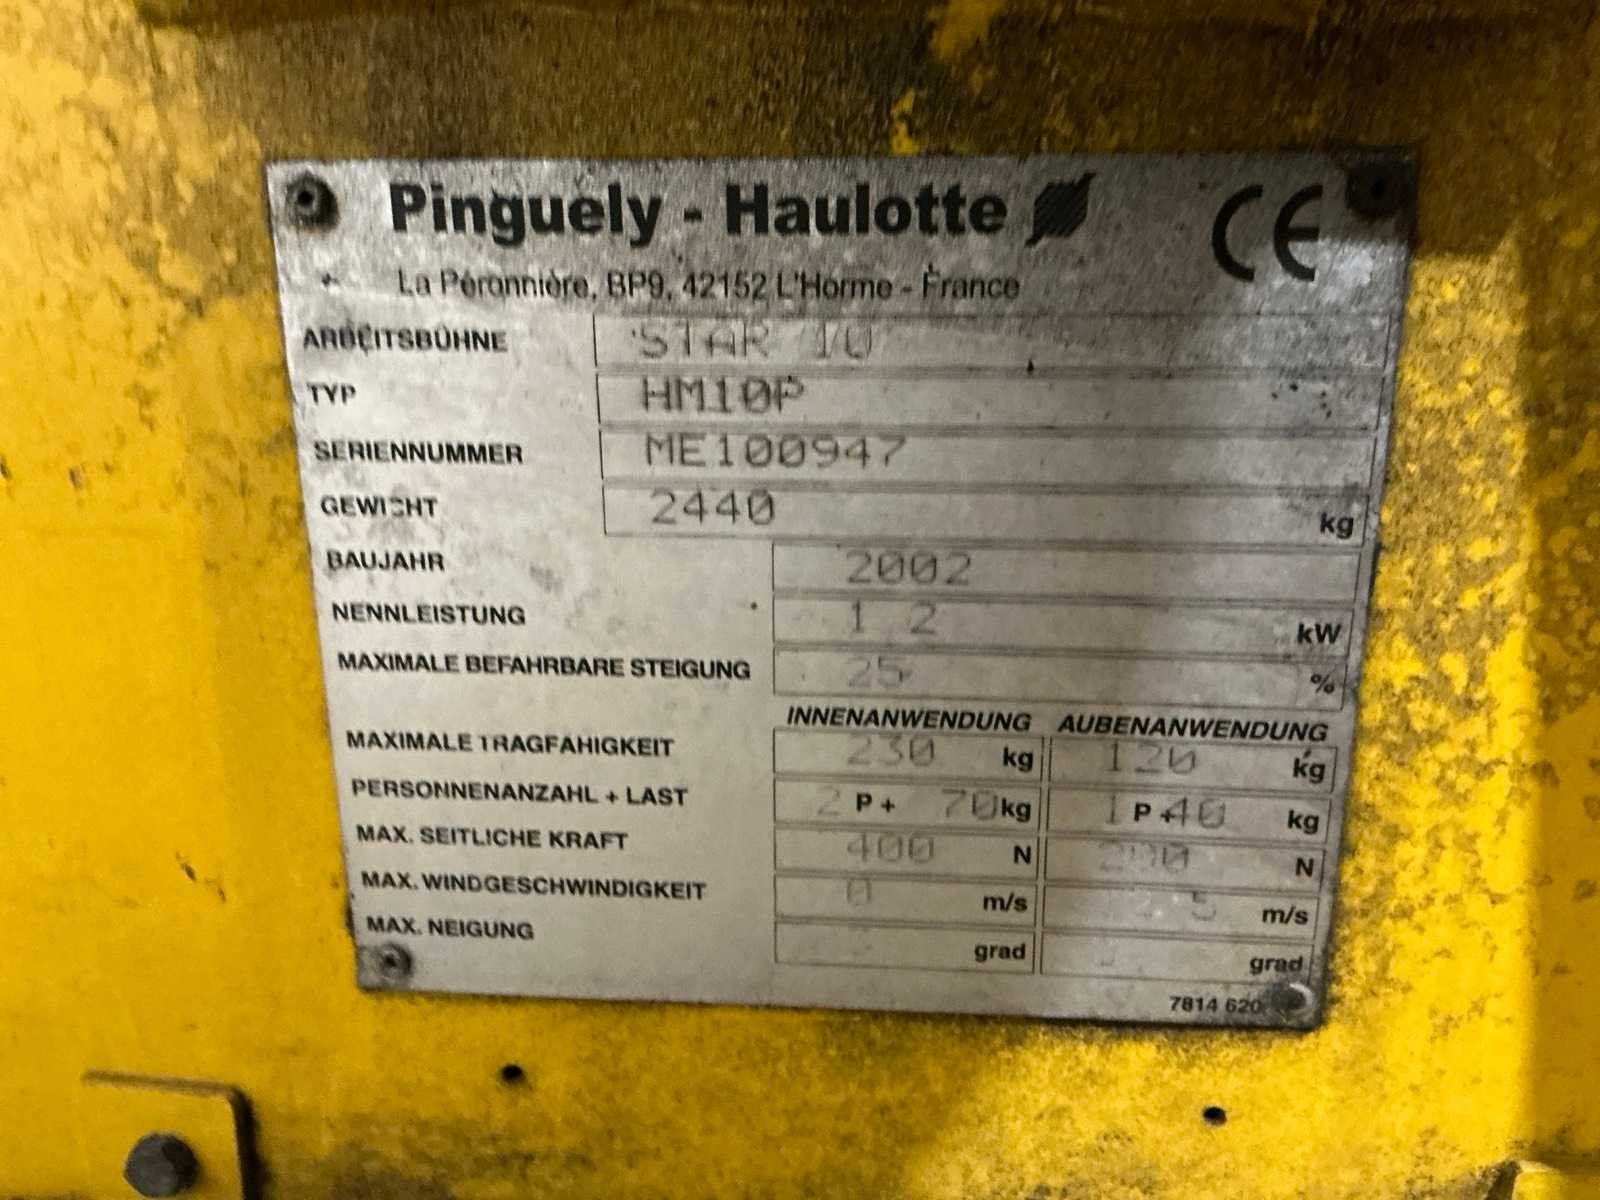 Pinguely - Haulotte CE
La Péronnière, BP9, 42152 L'Horme - France
ARBEITSBÜHNE STAR 10
TYP HM10P
SERIENNUMMER ME100947
GEWICHT 2440 kg
BAUJAHR 2002
NENNLEISTUNG 1 2 kW
MAXIMALE BEFAHRBARE STEIGUNG 25 %
INNENANWENDUNG AUBENANWENDUNG
MAXIMALE TRAGFAHIGKEIT 230 kg 120 kg
PERSONNENANZAHL + LAST 2 P + 70 kg 1 P + 40 kg
MAX. SEITLICHE KRAFT 400 N 200 N
MAX. WINDGESCHWINDIGKEIT 0 m/s m/s
MAX. NEIGUNG grad grad
7814 620